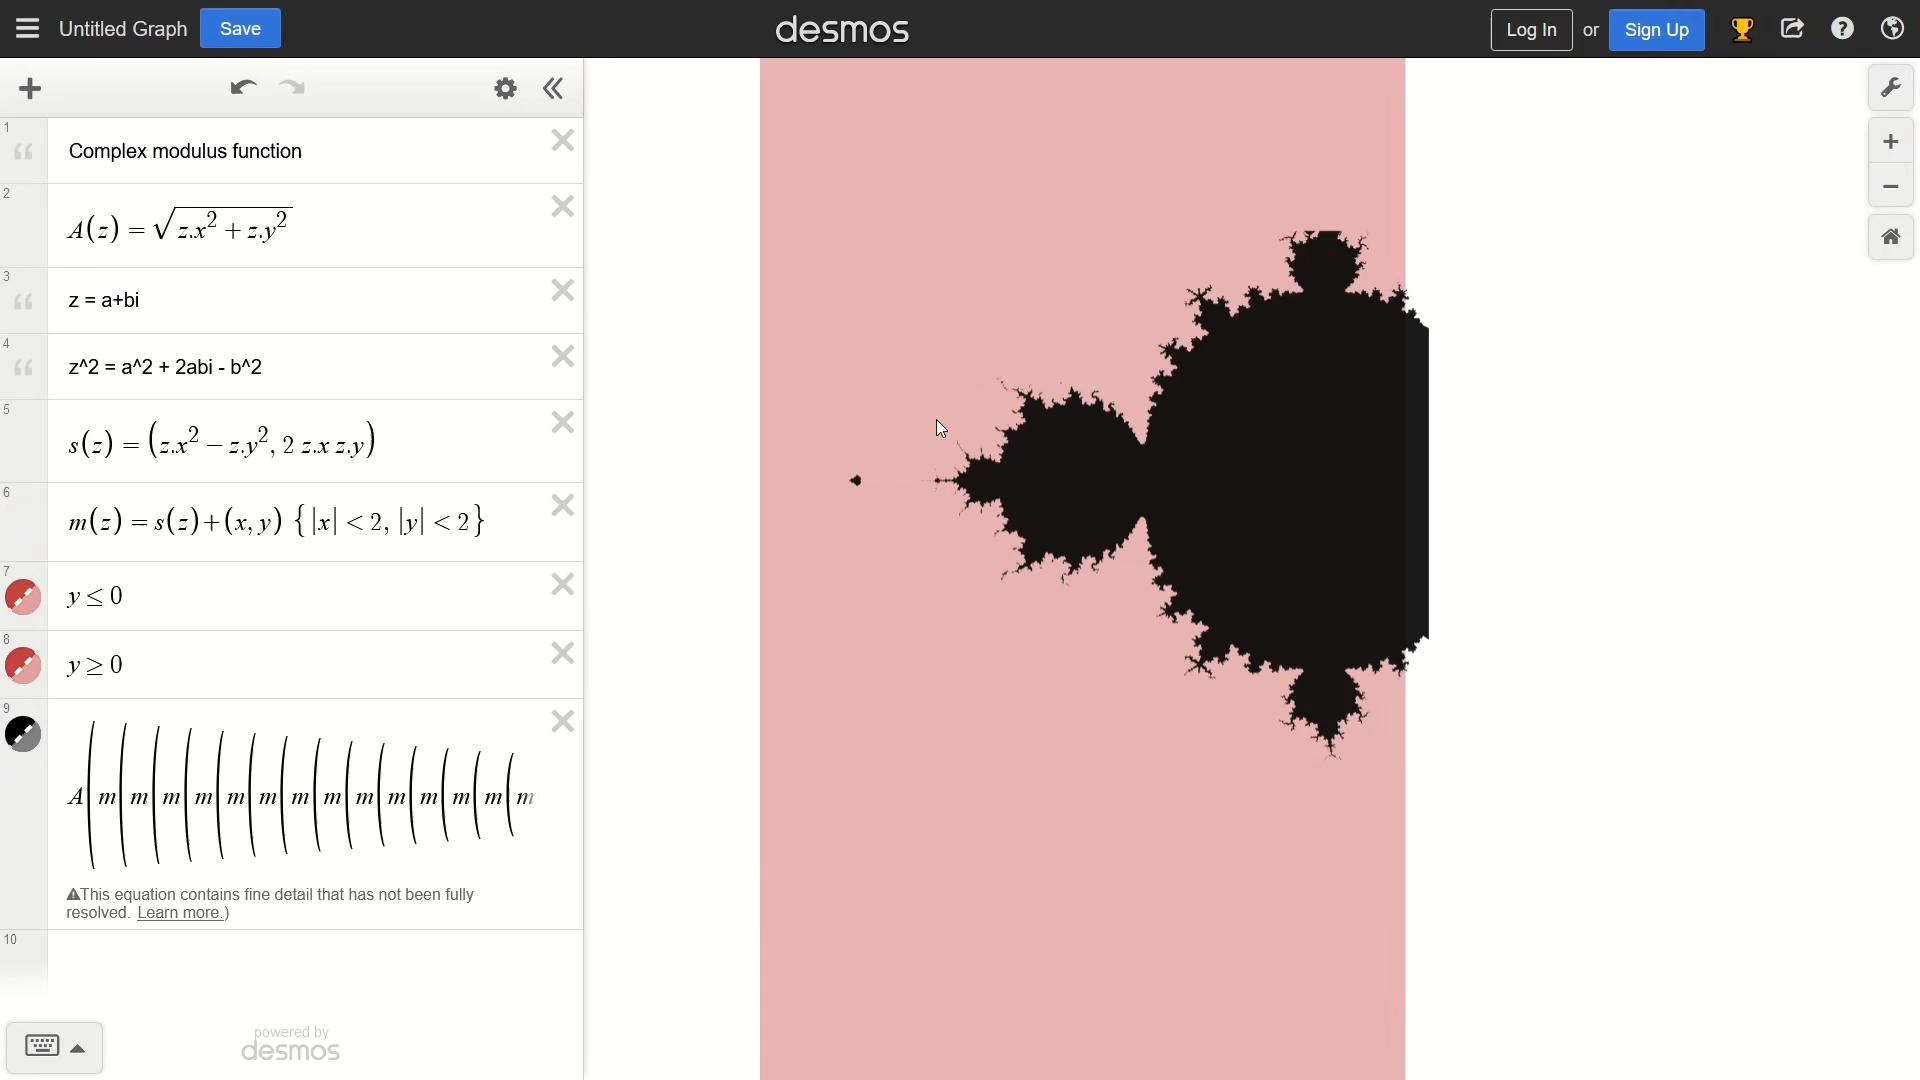 Untitled Graph
Save
desmos
Log In or Sign Up
1
Complex modulus function
2
A(z) = √z.x² + z.y²
3
z = a+bi
4
z^2 = a^2 + 2abi - b^2
5
s(z) = (z.x² − z.y², 2 z.x z.y)
6
m(z) = s(z)+(x, y) {|x| < 2, |y| < 2}
7
y ≤ 0
8
y ≥ 0
9
A(m(m(m(m(m(m(m(m(m(m(m(m(m(m
This equation contains fine detail that has not been fully
resolved. Learn more.)
10
powered by
desmos